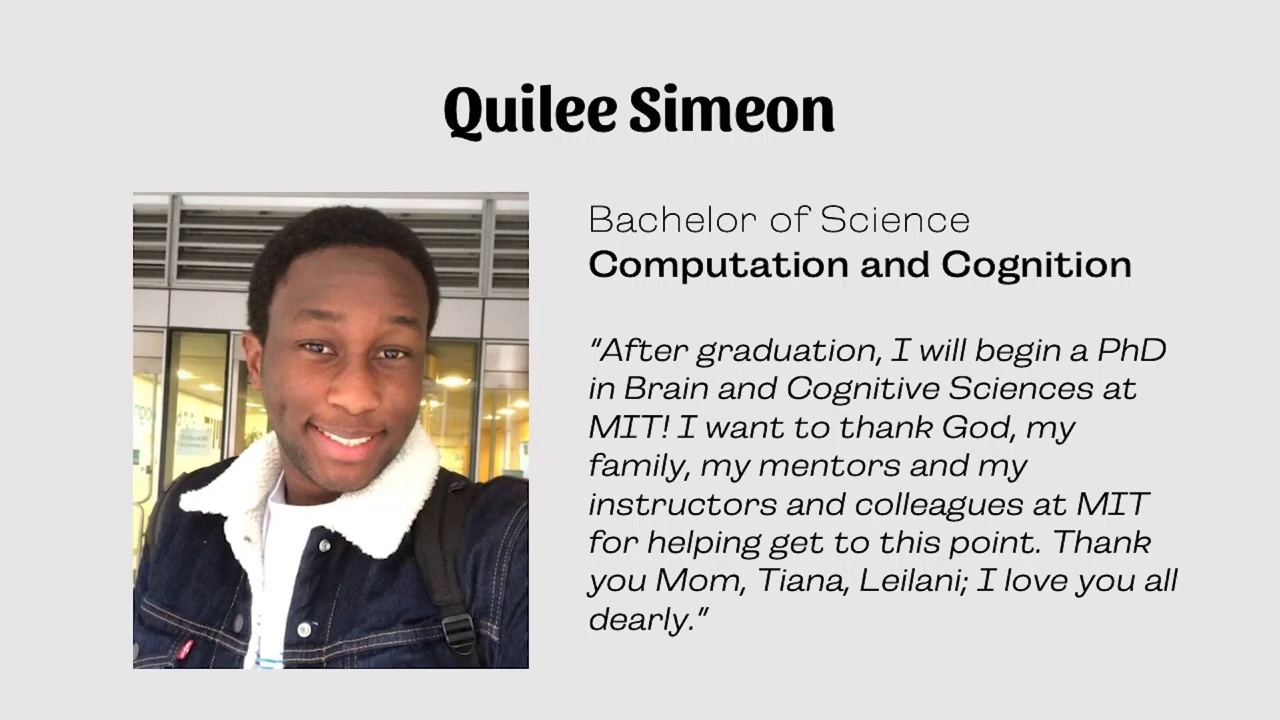 Quilee Simeon
Bachelor of Science
Computation and Cognition
“After graduation, I will begin a PhD
in Brain and Cognitive Sciences at
MIT! I want to thank God, my
family, my mentors and my
instructors and colleagues at MIT
for helping get to this point. Thank
you Mom, Tiana, Leilani; I love you all
dearly.”